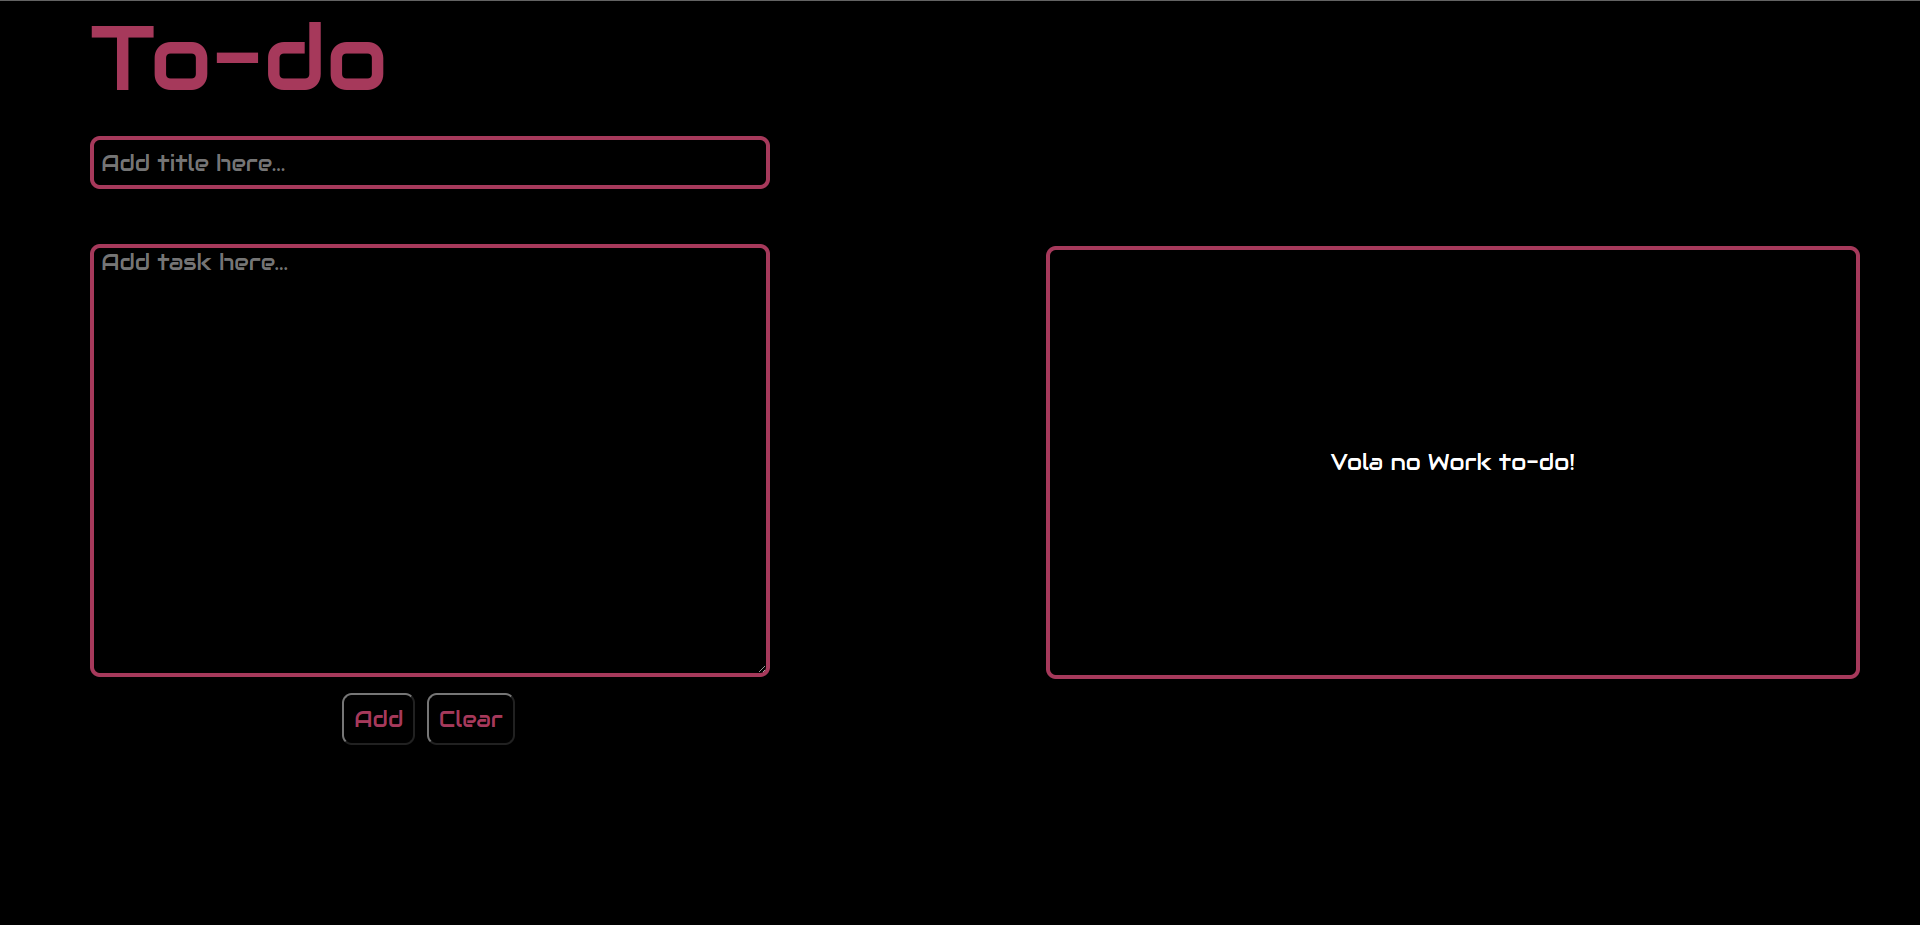 To-do
Add title here...
Add task here...
Vola no Work to-do!
Add
Clear